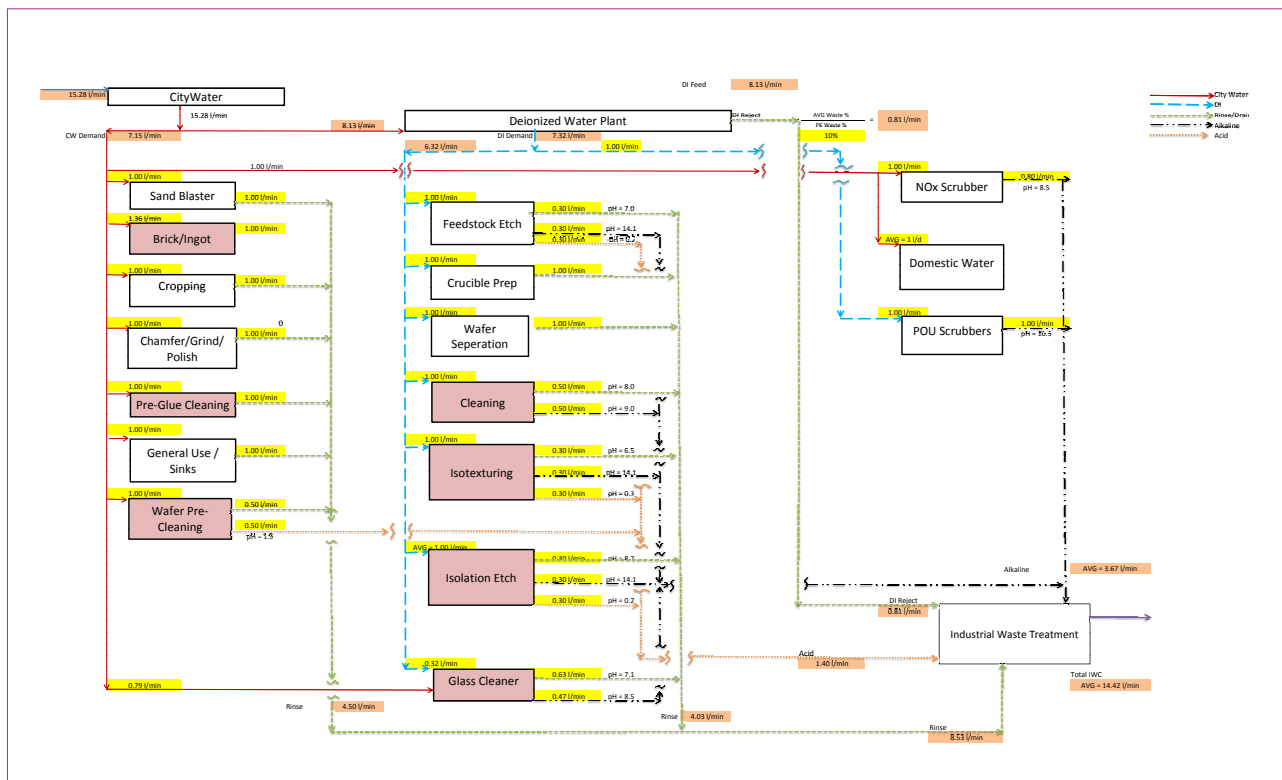 DI Feed
8.13 l/min
15.28 l/min
CityWater
15.28 l/min
City Water
DI
Rinse/Drain
Alkaline
Acid
CW Demand
7.15 l/min
8.13 l/min
Deionized Water Plant
DI Reject
AVG Waste %
PK Waste %
=
0.81 l/min
10%
DI Demand
7.32 l/min
6.32 l/min
1.00 l/min
1.00 l/min
1.00 l/min
Sand Blaster
1.00 l/min
1.36 l/min
Brick/Ingot
1.00 l/min
1.00 l/min
Cropping
1.00 l/min
1.00 l/min
0
Chamfer/Grind/
Polish
1.00 l/min
1.00 l/min
Pre-Glue Cleaning
1.00 l/min
1.00 l/min
General Use /
Sinks
1.00 l/min
1.00 l/min
Wafer Pre-
Cleaning
0.50 l/min
0.50 l/min
0.79 l/min
1.00 l/min
Feedstock Etch
0.30 l/min
pH = 7.0
0.30 l/min
pH = 14.1
0.30 l/min
1.00 l/min
Crucible Prep
1.00 l/min
1.00 l/min
Wafer
Seperation
1.00 l/min
1.00 l/min
Cleaning
0.50 l/min
pH = 8.0
0.50 l/min
pH = 9.0
1.00 l/min
Isotexturing
0.30 l/min
pH = 6.5
0.30 l/min
pH = 14.1
0.30 l/min
pH = 0.3
AVG = 1.00 l/min
Isolation Etch
0.30 l/min
pH = 8.7
0.30 l/min
pH = 14.1
0.30 l/min
pH = 0.7
0.32 l/min
Glass Cleaner
0.63 l/min
pH = 7.1
0.47 l/min
pH = 8.5
1.00 l/min
NOx Scrubber
0.80 l/min
pH = 8.5
AVG = 1 l/d
Domestic Water
1.00 l/min
POU Scrubbers
1.00 l/min
pH = 10.5
Alkaline
AVG = 3.67 l/min
DI Reject
0.81 l/min
Industrial Waste Treatment
Acid
1.40 l/min
Total IWC
AVG = 14.42 l/min
Rinse
4.50 l/min
Rinse
4.03 l/min
Rinse
8.53 l/min